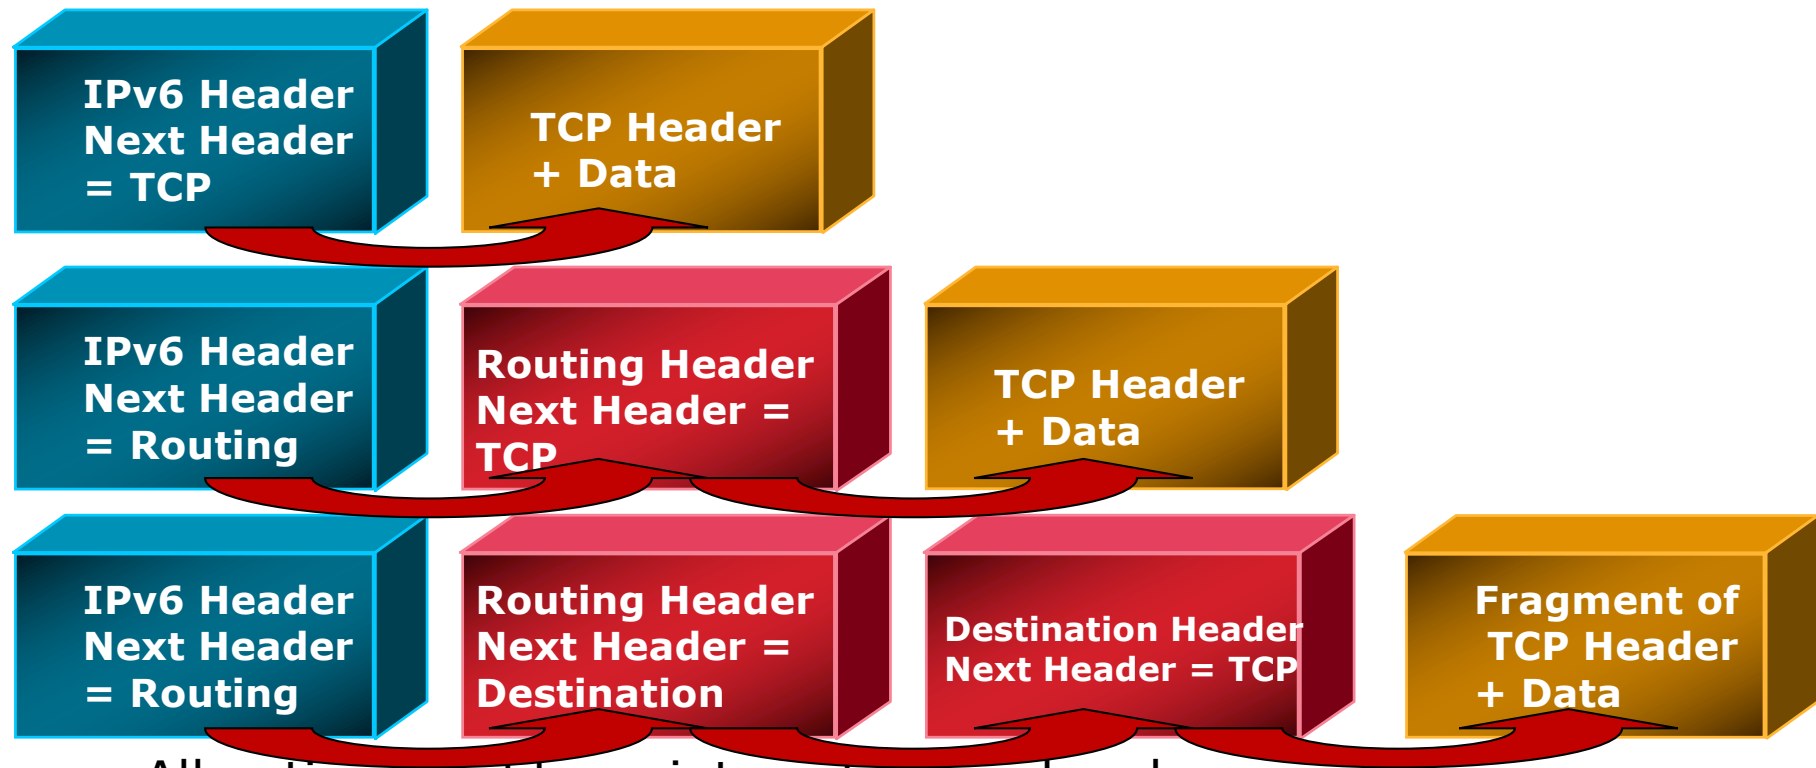 IPv6 Header
Next Header
= TCP
TCP Header
+ Data
IPv6 Header
Next Header
= Routing
Routing Header
Next Header =
TCP
TCP Header
+ Data
IPv6 Header
Next Header
= Routing
Routing Header
Next Header =
Destination
Destination Header
Next Header = TCP
Fragment of
TCP Header
+ Data